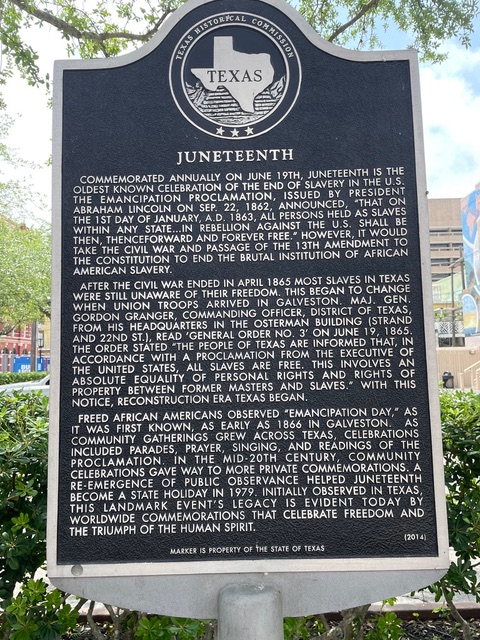 TEXAS HISTORICAL COMMISSION
TEXAS
JUNETEENTH
COMMEMORATED ANNUALLY ON JUNE 19TH, JUNETEENTH IS THE
OLDEST KNOWN CELEBRATION OF THE END OF SLAVERY IN THE U.S.
THE EMANCIPATION PROCLAMATION, ISSUED BY PRESIDENT
ABRAHAM LINCOLN ON SEP. 22, 1862, ANNOUNCED, "THAT ON
THE 1ST DAY OF JANUARY, A.D. 1863, ALL PERSONS HELD AS SLAVES
WITHIN ANY STATE...IN REBELLION AGAINST THE U.S. SHALL BE
THEN, THENCEFORWARD AND FOREVER FREE." HOWEVER, IT WOULD
TAKE THE CIVIL WAR AND PASSAGE OF THE 13TH AMENDMENT TO
THE CONSTITUTION TO END THE BRUTAL INSTITUTION OF AFRICAN
AMERICAN SLAVERY.
AFTER THE CIVIL WAR ENDED IN APRIL 1865 MOST SLAVES IN TEXAS
WERE STILL UNAWARE OF THEIR FREEDOM. THIS BEGAN TO CHANGE
WHEN UNION TROOPS ARRIVED IN GALVESTON. MAJ. GEN.
GORDON GRANGER, COMMANDING OFFICER, DISTRICT OF TEXAS,
FROM HIS HEADQUARTERS IN THE OSTERMAN BUILDING (STRAND
AND 22ND ST.), READ 'GENERAL ORDER NO. 3' ON JUNE 19, 1865.
THE ORDER STATED "THE PEOPLE OF TEXAS ARE INFORMED THAT, IN
ACCORDANCE WITH A PROCLAMATION FROM THE EXECUTIVE OF
THE UNITED STATES, ALL SLAVES ARE FREE. THIS INVOLVES AN
ABSOLUTE EQUALITY OF PERSONAL RIGHTS AND RIGHTS OF
PROPERTY BETWEEN FORMER MASTERS AND SLAVES." WITH THIS
NOTICE, RECONSTRUCTION ERA TEXAS BEGAN.
FREED AFRICAN AMERICANS OBSERVED "EMANCIPATION DAY," AS
IT WAS FIRST KNOWN, AS EARLY AS 1866 IN GALVESTON. AS
COMMUNITY GATHERINGS GREW ACROSS TEXAS, CELEBRATIONS
INCLUDED PARADES, PRAYER, SINGING, AND READINGS OF THE
PROCLAMATION. IN THE MID-20TH CENTURY, COMMUNITY
CELEBRATIONS GAVE WAY TO MORE PRIVATE COMMEMORATIONS. A
RE-EMERGENCE OF PUBLIC OBSERVANCE HELPED JUNETEENTH
BECOME A STATE HOLIDAY IN 1979. INITIALLY OBSERVED IN TEXAS,
THIS LANDMARK EVENT'S LEGACY IS EVIDENT TODAY BY
WORLDWIDE COMMEMORATIONS THAT CELEBRATE FREEDOM AND
THE TRIUMPH OF THE HUMAN SPIRIT.
(2014)
MARKER IS PROPERTY OF THE STATE OF TEXAS